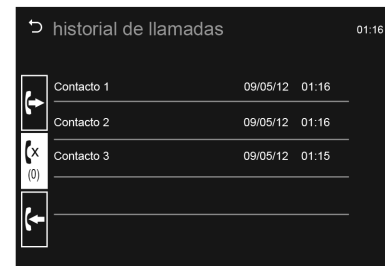 historial de llamadas 01:16
Contacto 1 09/05/12 01:16
Contacto 2 09/05/12 01:16
x
(0)
Contacto 3 09/05/12 01:15